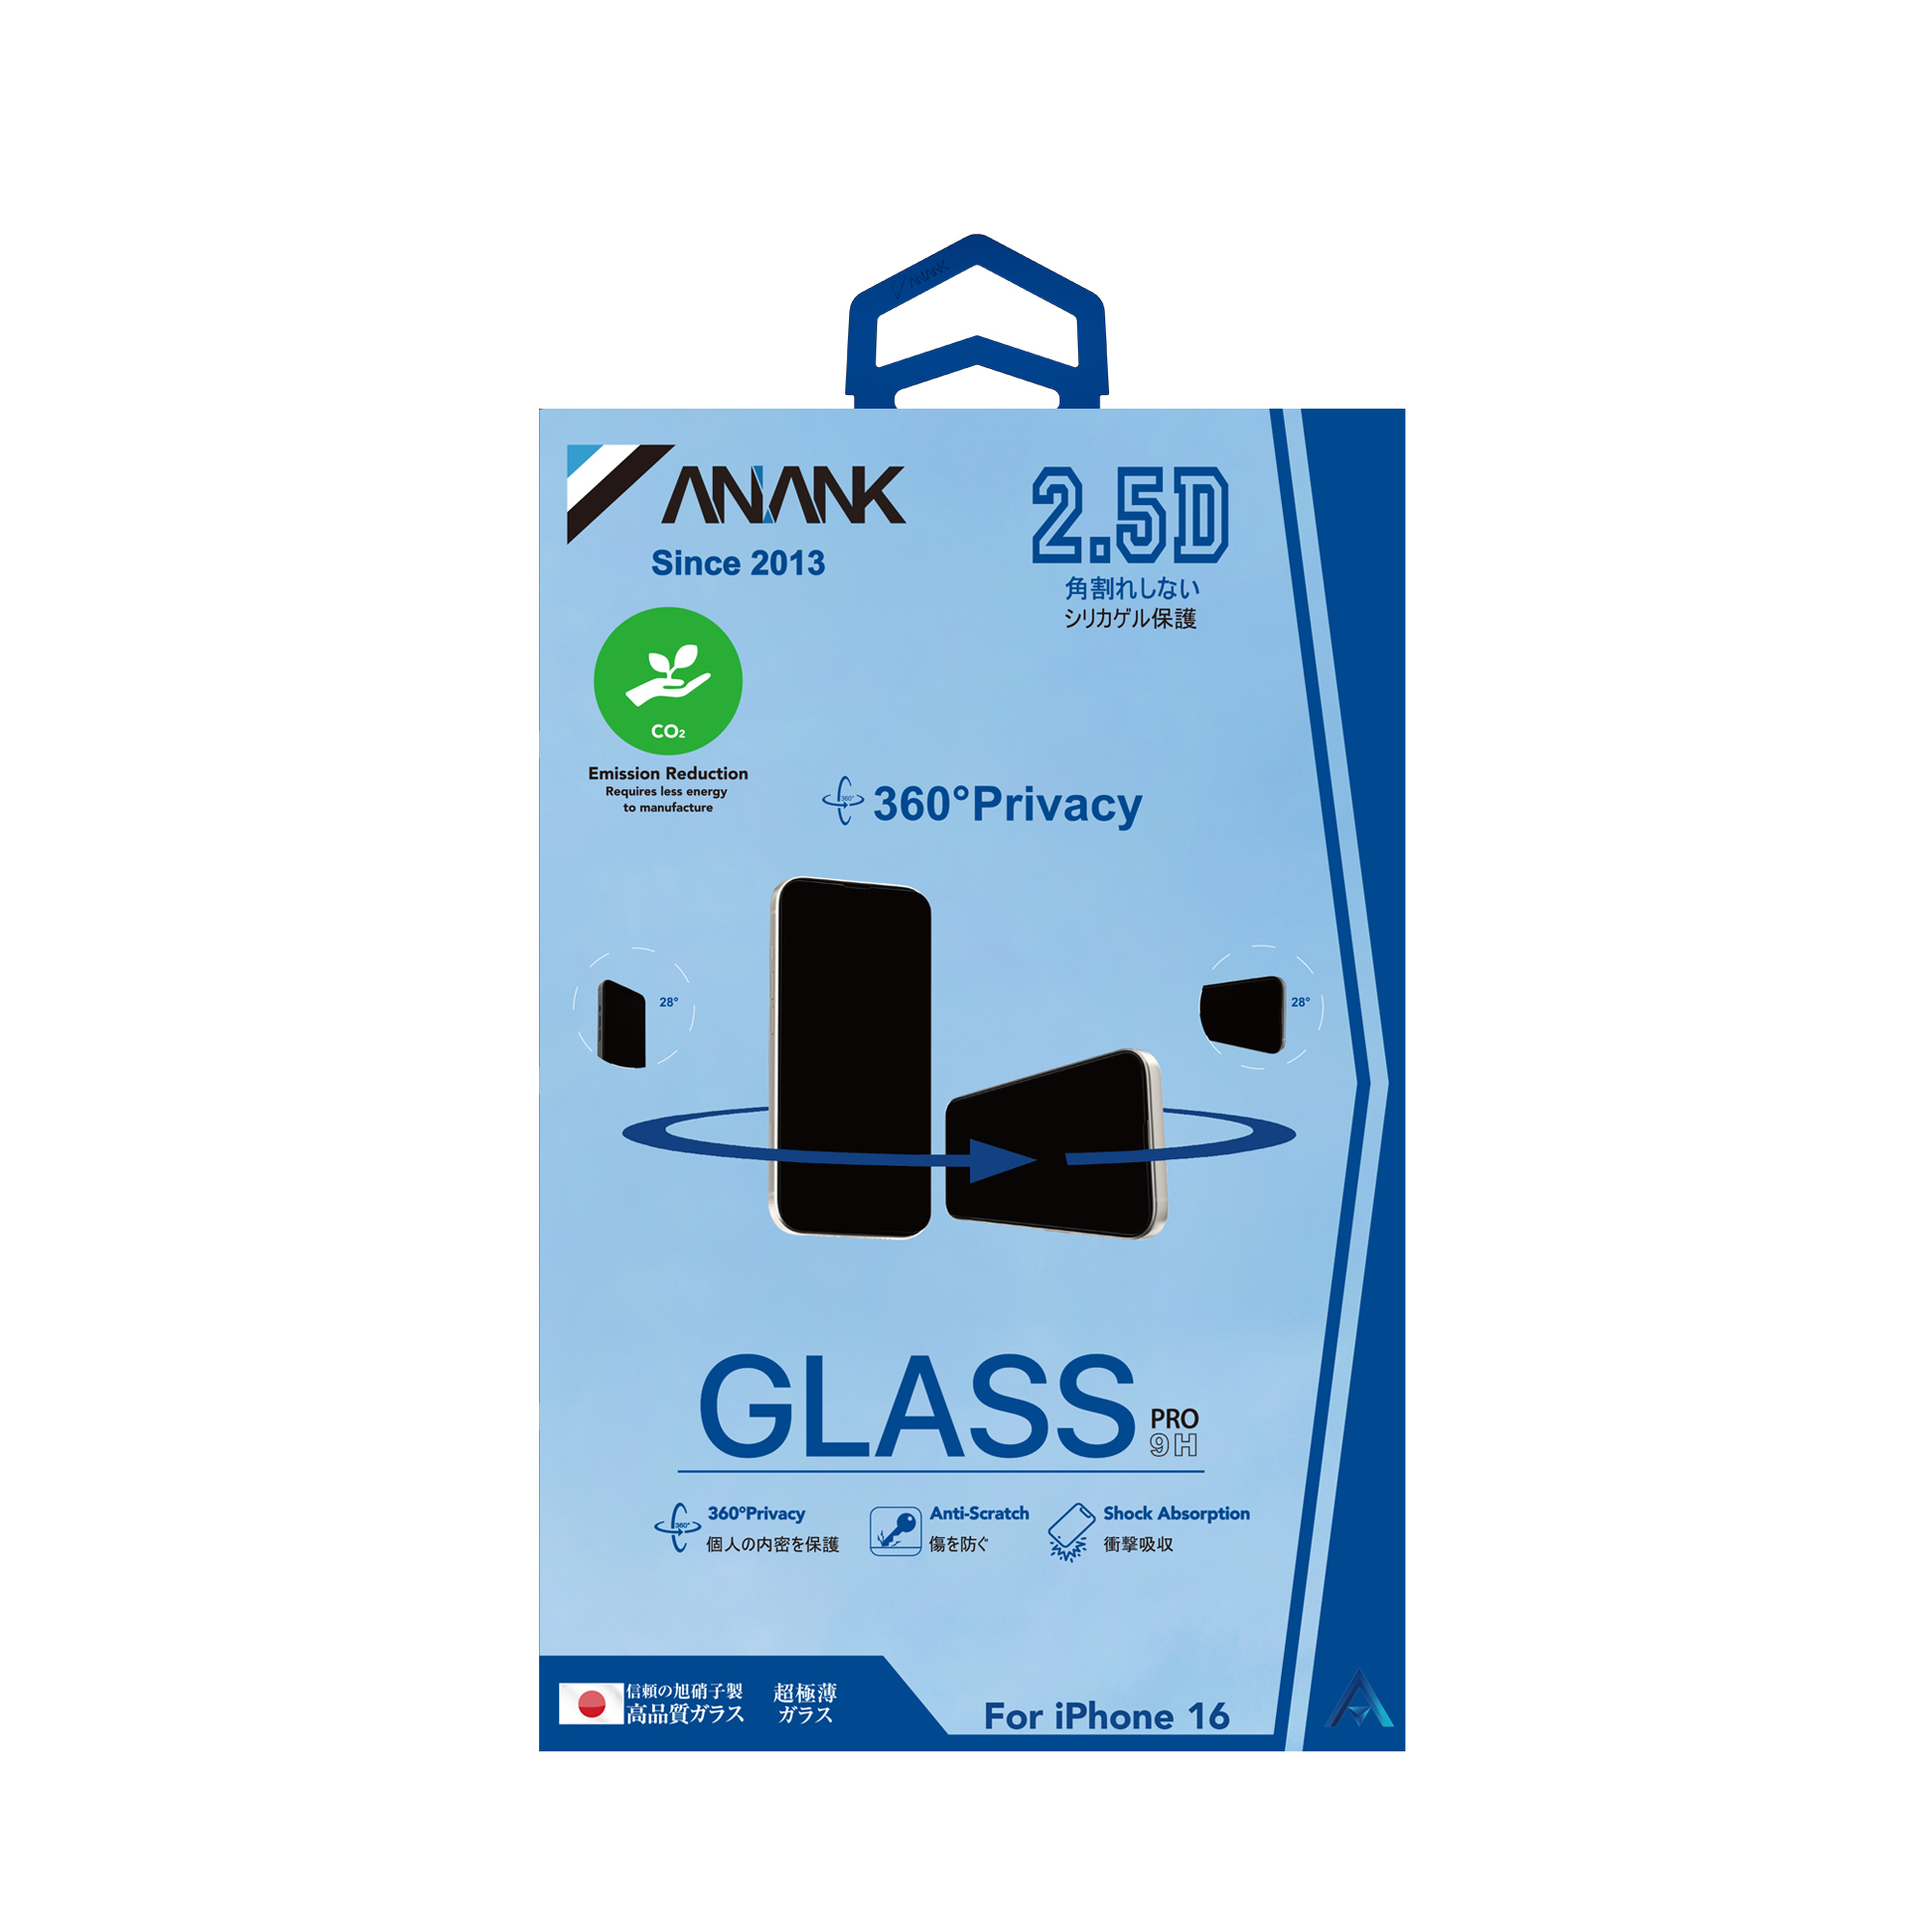 ANANK
ANANK
Since 2013
2.5D
角割れしない
シリカゲル保護
CO₂
Emission Reduction
Requires less energy
to manufacture
360°
360°Privacy
28°
28°
GLASS
PRO
9H
360°
360°Privacy
個人の内密を保護
Anti-Scratch
傷を防ぐ
Shock Absorption
衝撃吸収
信頼の旭硝子製
高品質ガラス
超極薄
ガラス
For iPhone 16